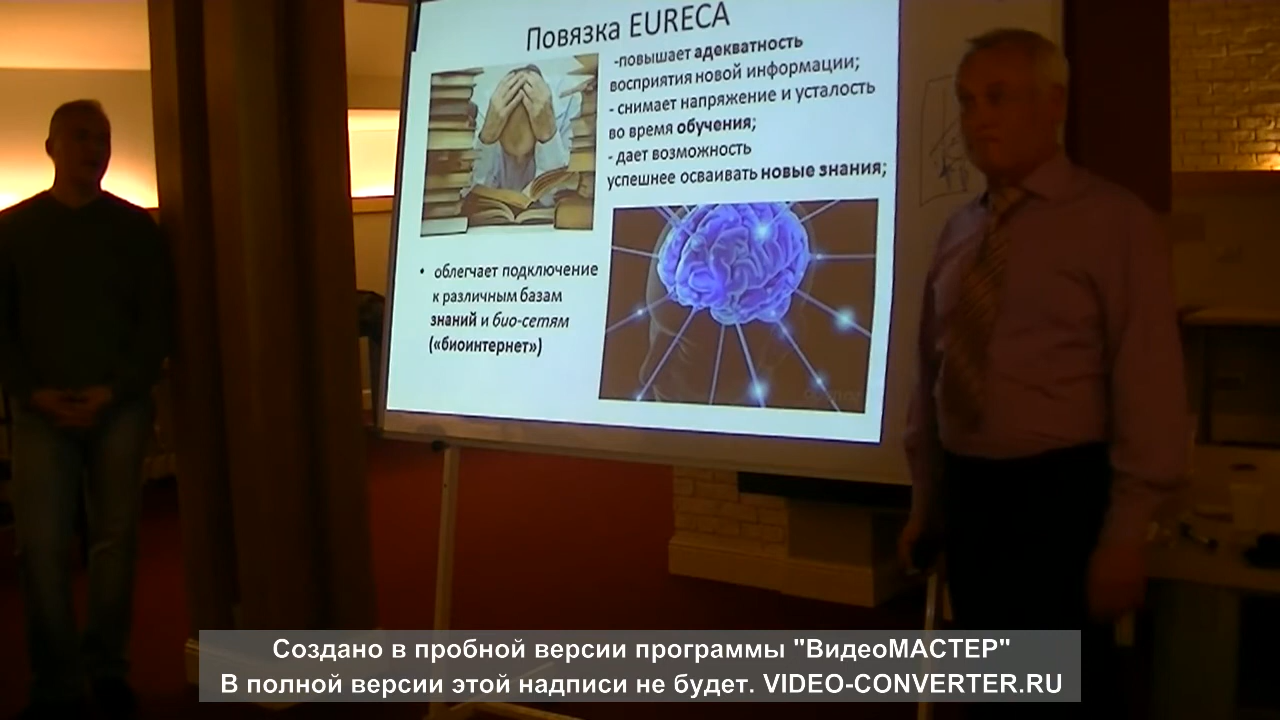 Повязка EURECA
-повышает адекватность
восприятия новой информации;
- снимает напряжение и усталость
во время обучения;
- дает возможность
успешнее осваивать новые знания;
• облегчает подключение
к различным базам
знаний и био-сетям
(«биоинтернет»)
Создано в пробной версии программы "ВидеоМАСТЕР"
В полной версии этой надписи не будет. VIDEO-CONVERTER.RU